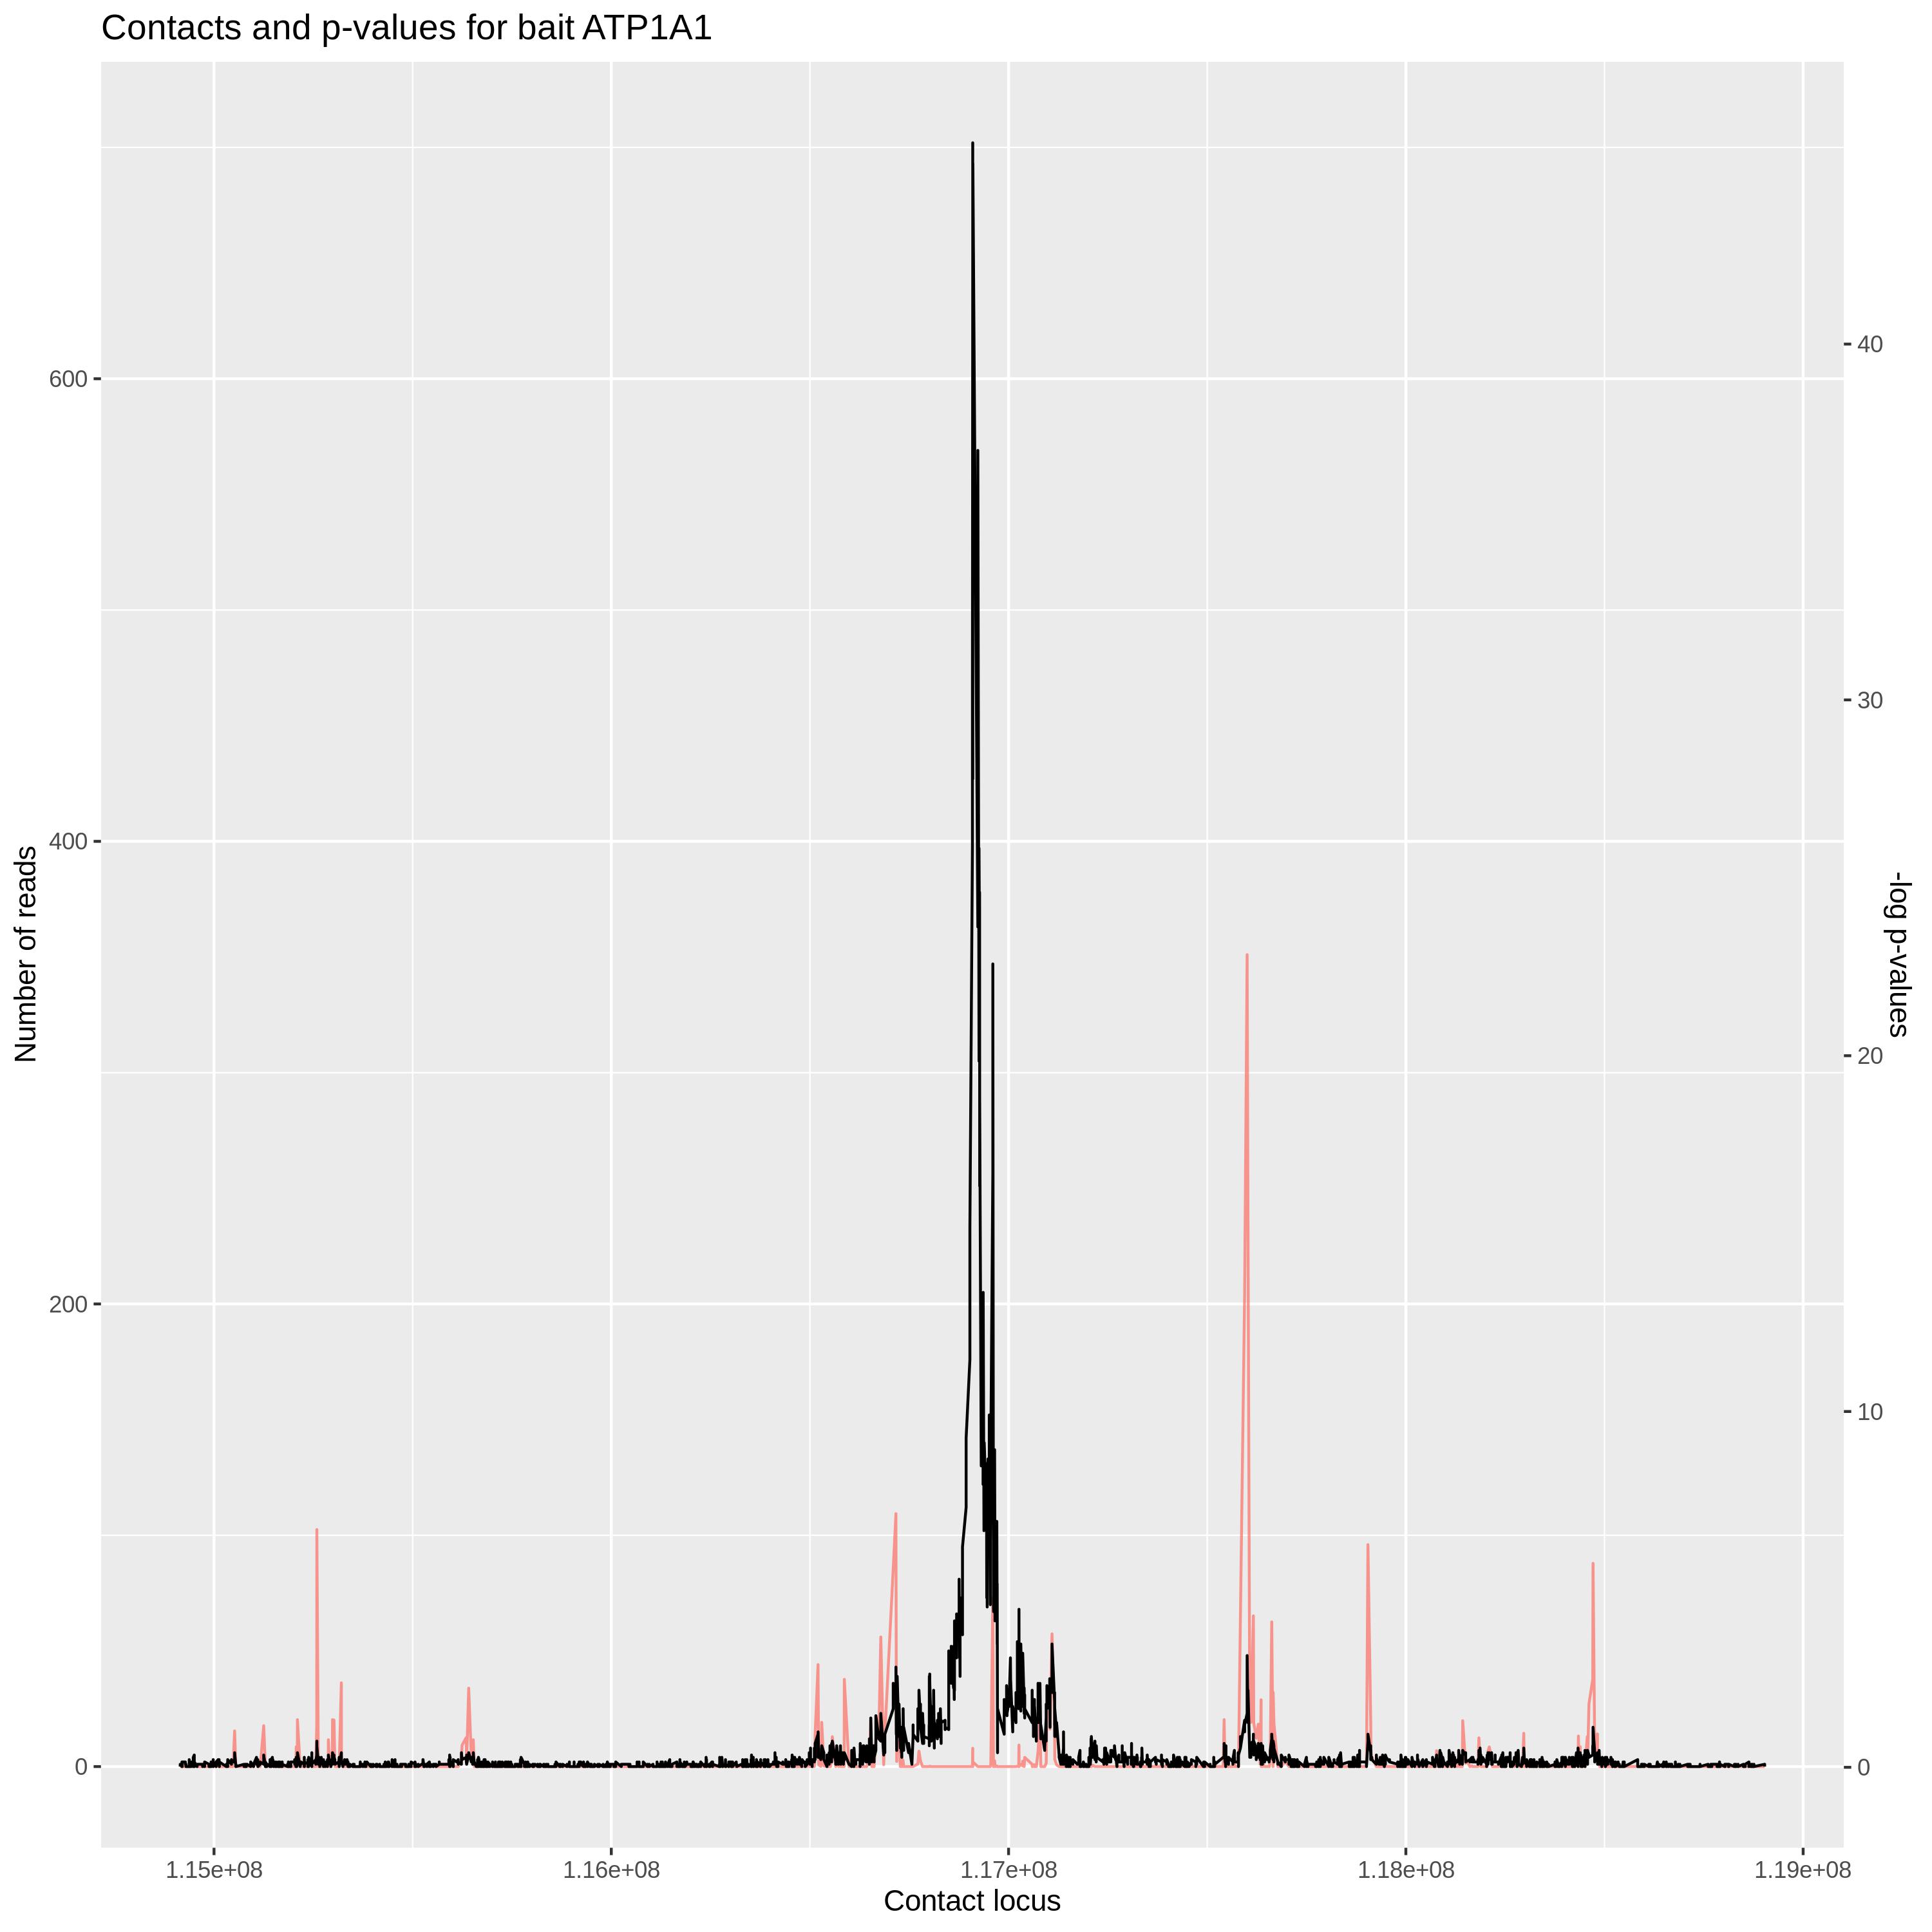 Contacts and p-values for bait ATP1A1
Number of reads
600
400
200
0
-log p-values
40
30
20
10
0
1.15e+08 1.16e+08 1.17e+08 1.18e+08 1.19e+08
Contact locus